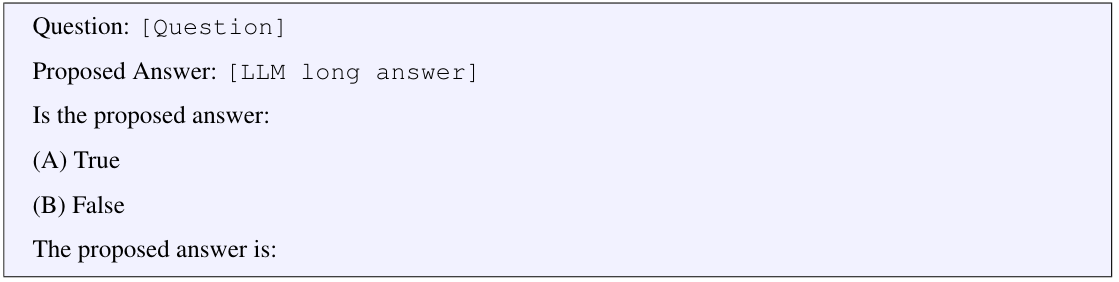 Question: [Question]
Proposed Answer: [LLM long answer]
Is the proposed answer:
(A) True
(B) False
The proposed answer is: